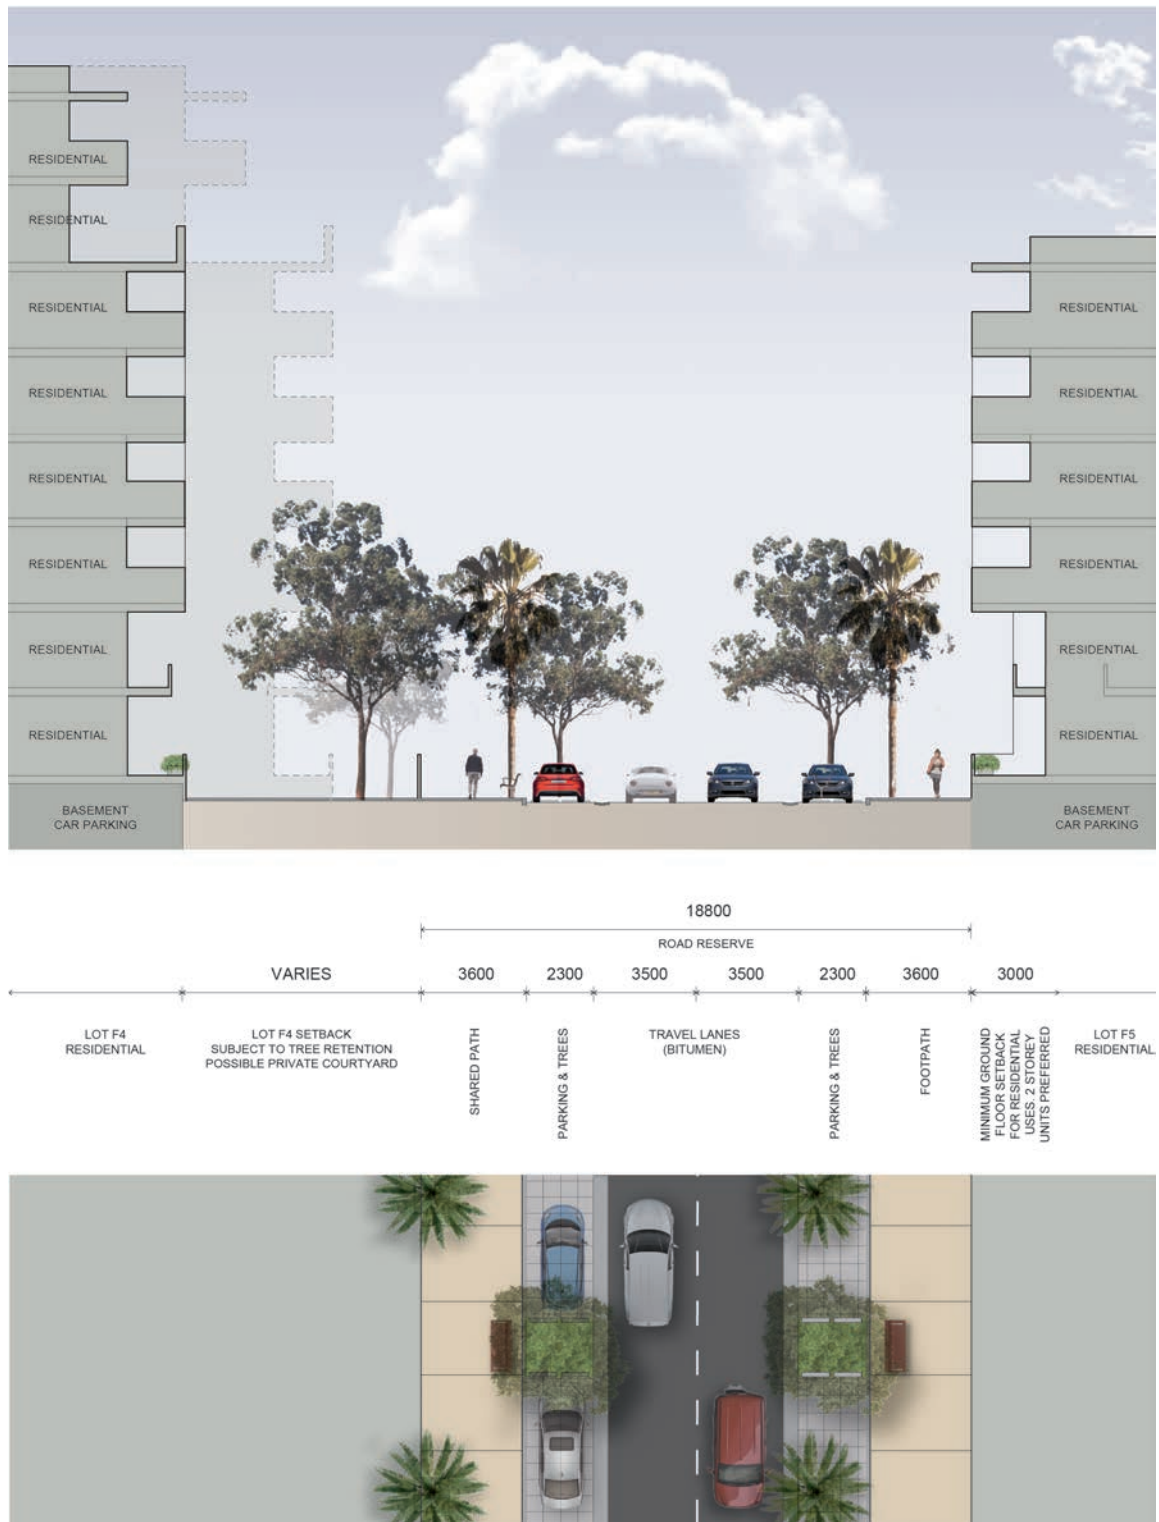 RESIDENTIAL
RESIDENTIAL
RESIDENTIAL
RESIDENTIAL
RESIDENTIAL
RESIDENTIAL
RESIDENTIAL
RESIDENTIAL
RESIDENTIAL
RESIDENTIAL
RESIDENTIAL
RESIDENTIAL
RESIDENTIAL
RESIDENTIAL
BASEMENT
CAR PARKING
BASEMENT
CAR PARKING
18800
ROAD RESERVE
VARIES
3600
2300
3500
3500
2300
3600
3000
LOT F4
RESIDENTIAL
LOT F4 SETBACK
SUBJECT TO TREE RETENTION
POSSIBLE PRIVATE COURTYARD
SHARED PATH
PARKING & TREES
TRAVEL LANES
(BITUMEN)
PARKING & TREES
FOOTPATH
MINIMUM GROUND
FLOOR SETBACK
FOR RESIDENTIAL
USES. 2 STOREY
UNITS PREFERRED
LOT F5
RESIDENTIAL